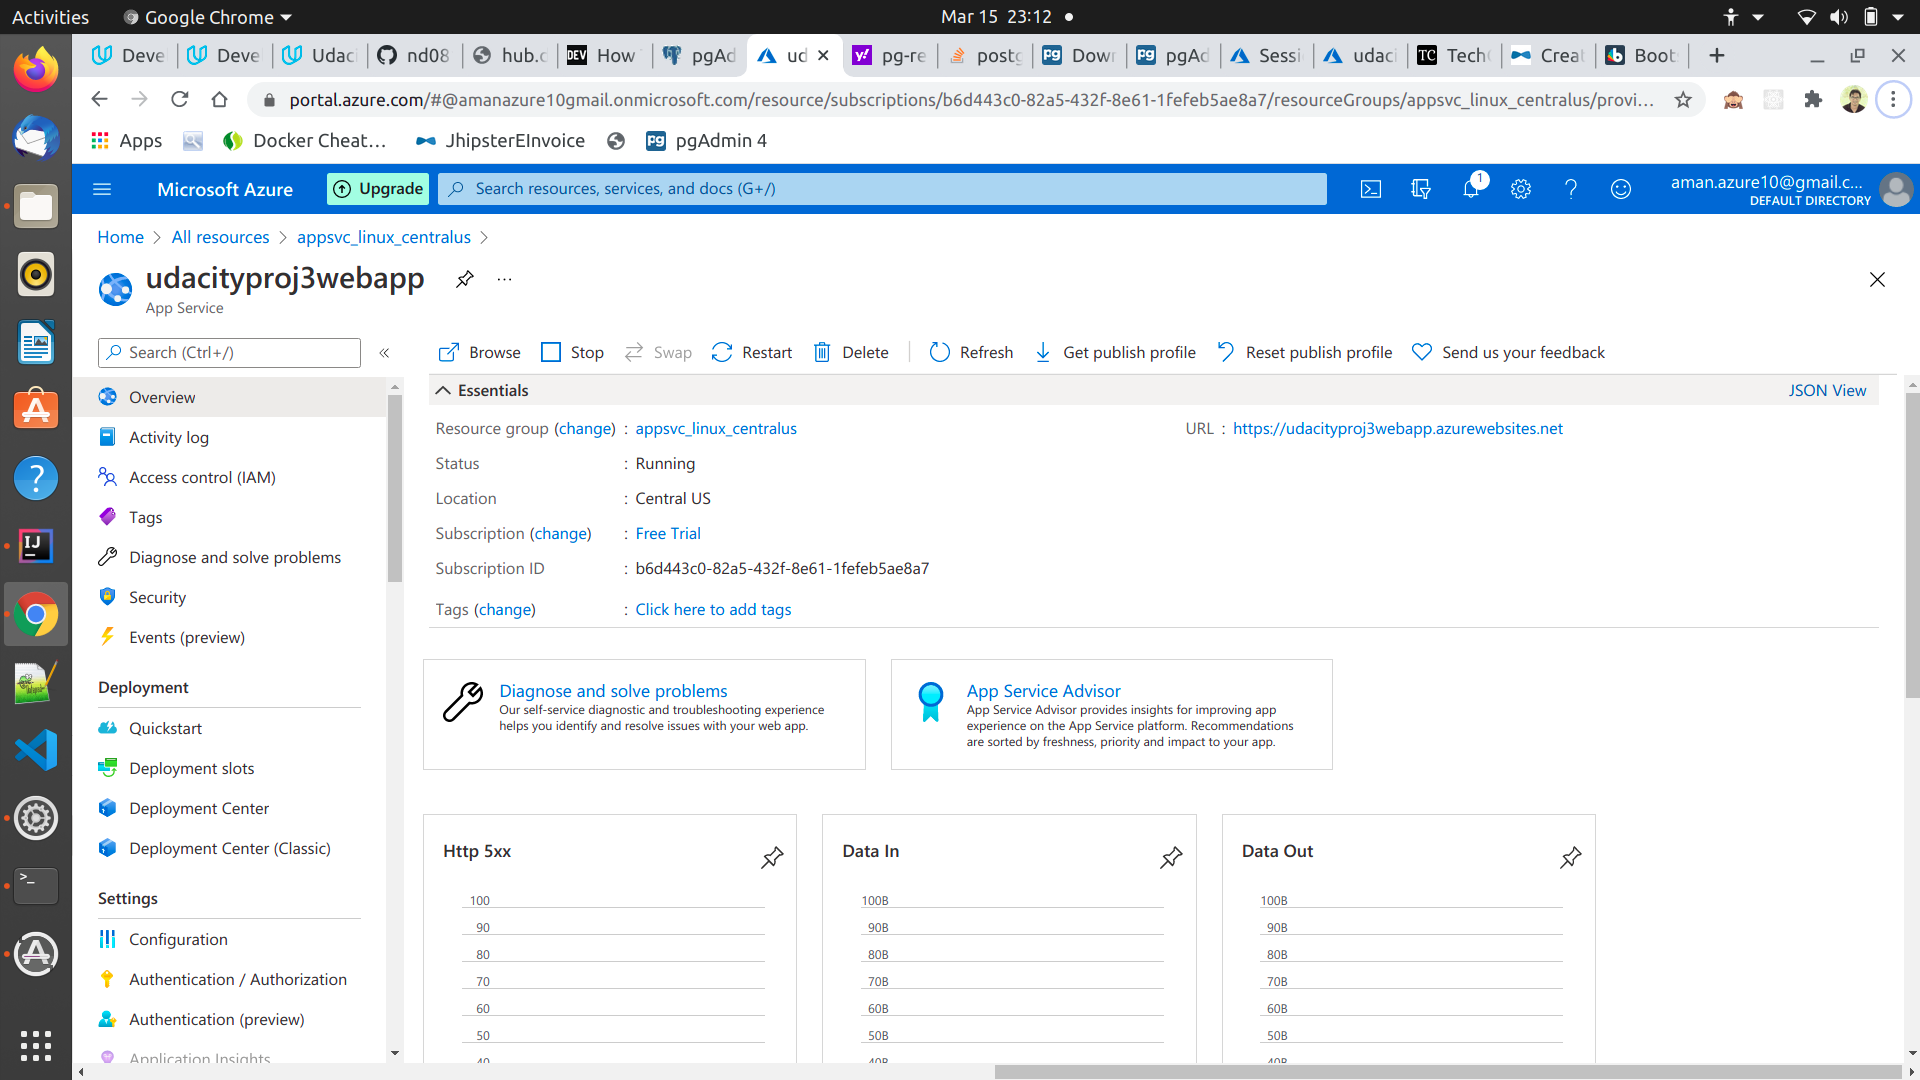 Activities
Google Chrome
Mar 15 23:12
Deve
Deve
Udaci
nd08
hub.c
DEV How
pgAd
ud
pg-re
postg
Down
pgAd
Sessi
udaci
TC Tech
Creat
Boot
portal.azure.com/#@amanazure10gmail.onmicrosoft.com/resource/subscriptions/b6d443c0-82a5-432f-8e61-1fefeb5ae8a7/resourceGroups/appsvc_linux_centralus/provi...
Apps
Docker Cheat...
JhipsterEInvoice
pgAdmin 4
Microsoft Azure
Upgrade
Search resources, services, and docs (G+/)
1
aman.azure10@gmail.c...
DEFAULT DIRECTORY
Home > All resources > appsvc_linux_centralus >
udacityproj3webapp
App Service
Search (Ctrl+/)
«
Browse
Stop
Swap
Restart
Delete
Refresh
Get publish profile
Reset publish profile
Send us your feedback
Overview
Activity log
Access control (IAM)
Tags
Diagnose and solve problems
Security
Events (preview)
Deployment
Quickstart
Deployment slots
Deployment Center
Deployment Center (Classic)
Settings
Configuration
Authentication / Authorization
Authentication (preview)
Application Insights
Essentials
JSON View
Resource group (change) : appsvc_linux_centralus
URL : https://udacityproj3webapp.azurewebsites.net
Status : Running
Location : Central US
Subscription (change) : Free Trial
Subscription ID : b6d443c0-82a5-432f-8e61-1fefeb5ae8a7
Tags (change) : Click here to add tags
Diagnose and solve problems
Our self-service diagnostic and troubleshooting experience
helps you identify and resolve issues with your web app.
App Service Advisor
App Service Advisor provides insights for improving app
experience on the App Service platform. Recommendations
are sorted by freshness, priority and impact to your app.
Http 5xx
100
90
80
70
60
50
40
Data In
100B
90B
80B
70B
60B
50B
40B
Data Out
100B
90B
80B
70B
60B
50B
40B